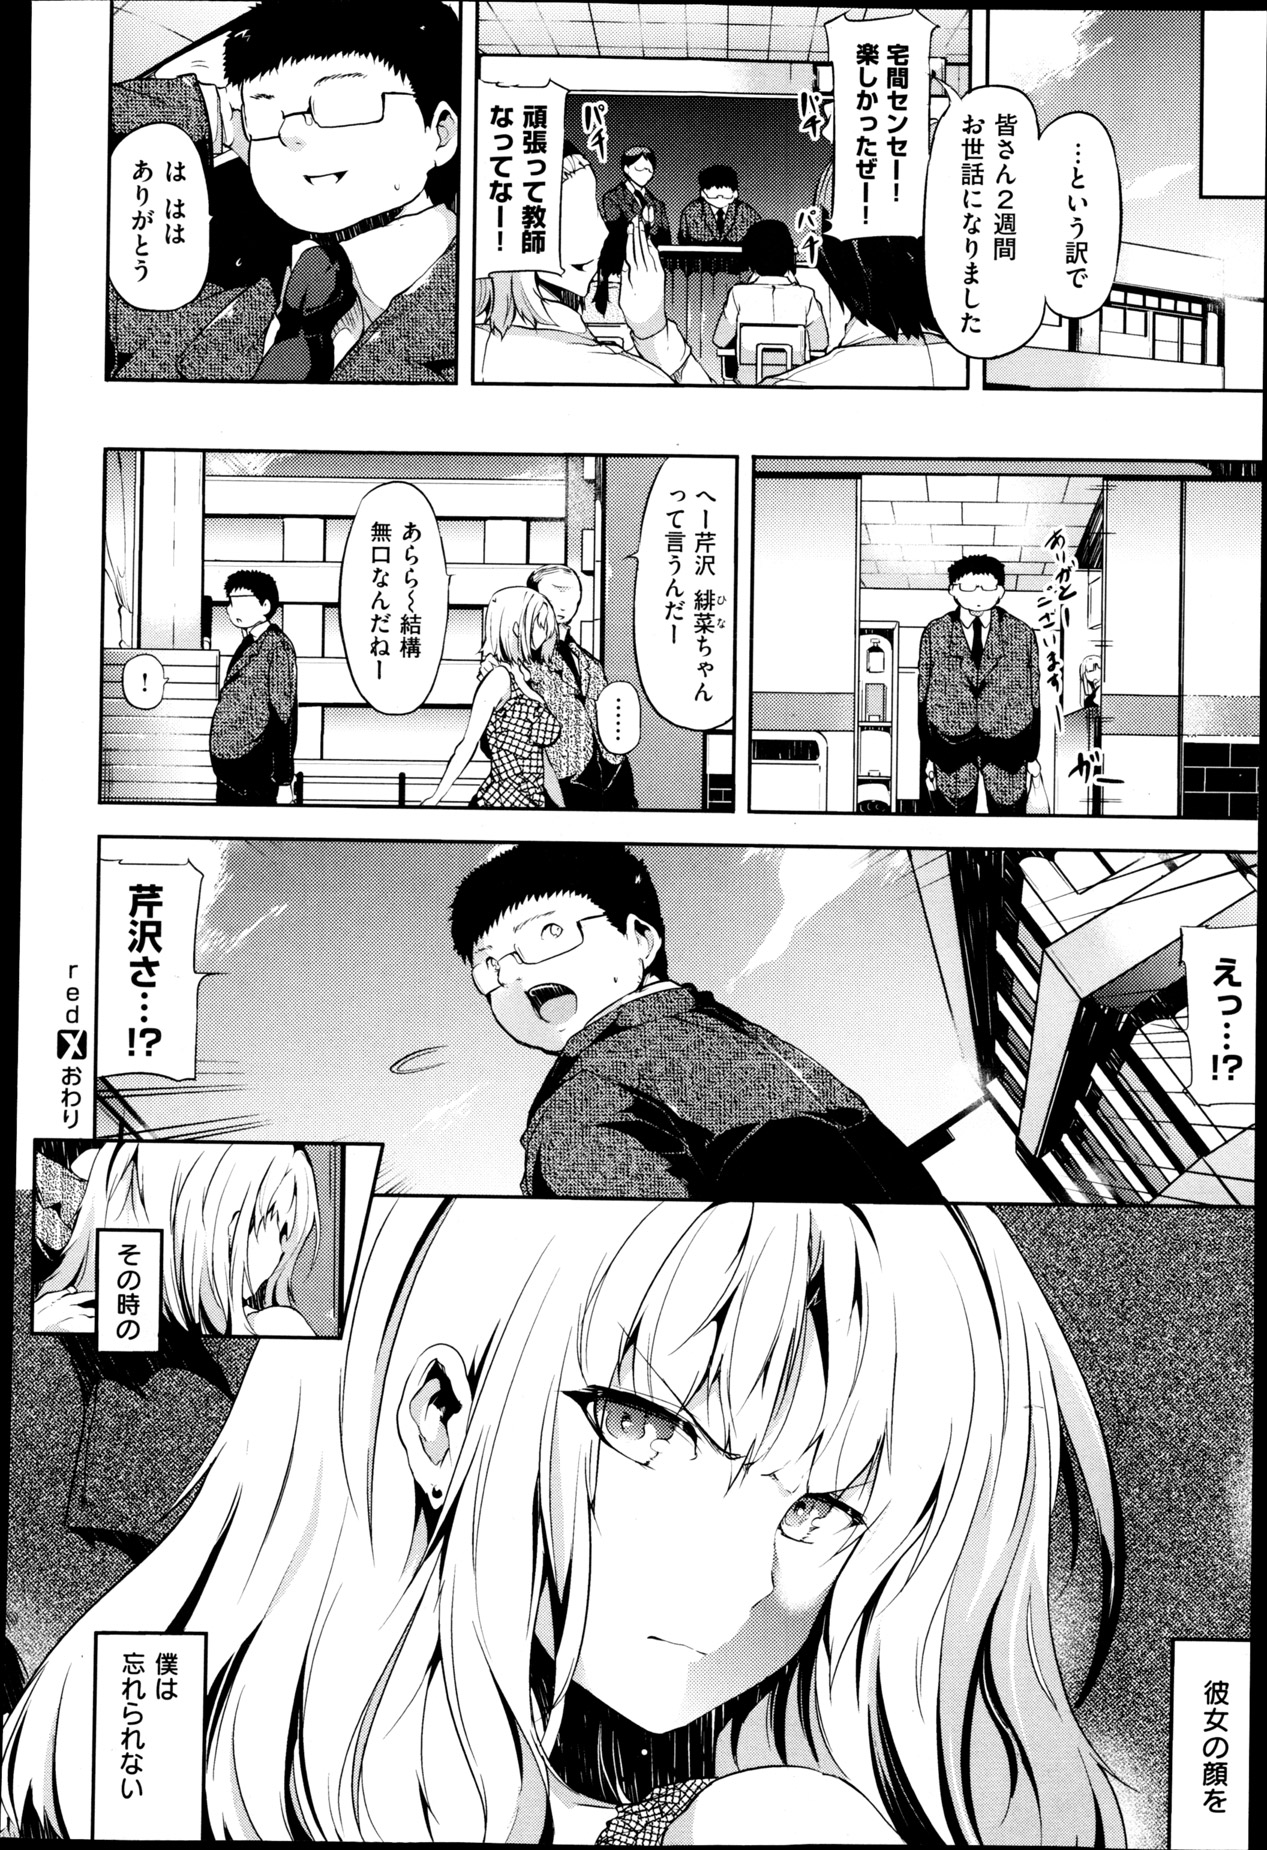 …という訳で
皆さん2週間
お世話になりました
宅間センセー!
楽しかったぜー!
パチ
パチ
パチ
頑張って教師
なってなー!
は はは
ありがとう
ありがとー
ございます
ガー
へー芹沢 緋菜ちゃん
ひな
って言うんだー
……
あらら〜結構
無口なんだねー
!
えっ…!?
芹沢さ…!?
その時の
彼女の顔を
僕は
忘れられない
red X おわり